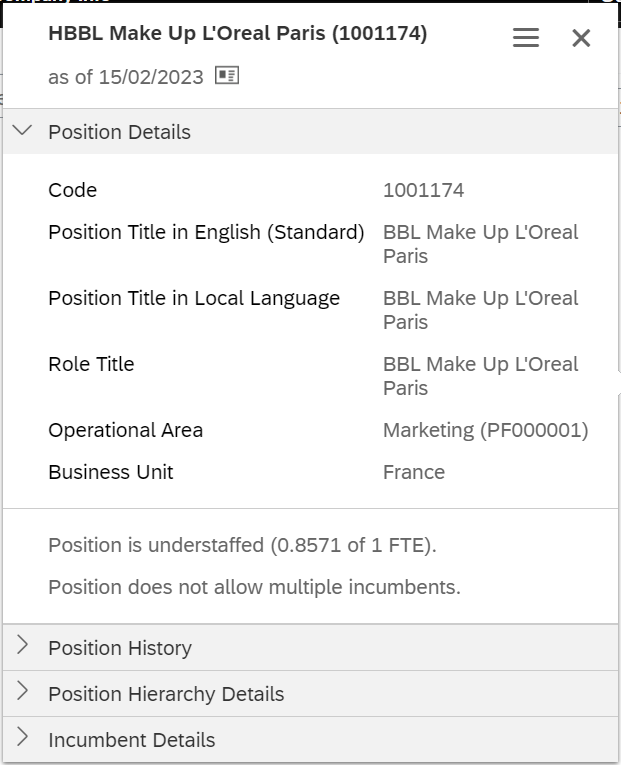 HBBL Make Up L'Oreal Paris (1001174)
as of 15/02/2023
Position Details
Code 1001174
Position Title in English (Standard) BBL Make Up L'Oreal
Paris
Position Title in Local Language BBL Make Up L'Oreal
Paris
Role Title BBL Make Up L'Oreal
Paris
Operational Area Marketing (PF000001)
Business Unit France
Position is understaffed (0.8571 of 1 FTE).
Position does not allow multiple incumbents.
Position History
Position Hierarchy Details
Incumbent Details